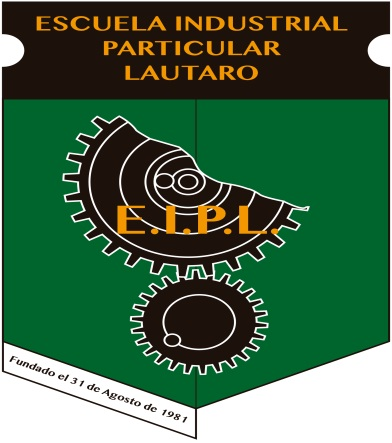 ESCUELA INDUSTRIAL
PARTICULAR
LAUTARO
E.I.P.L.
Fundado el 31 de Agosto de 1981